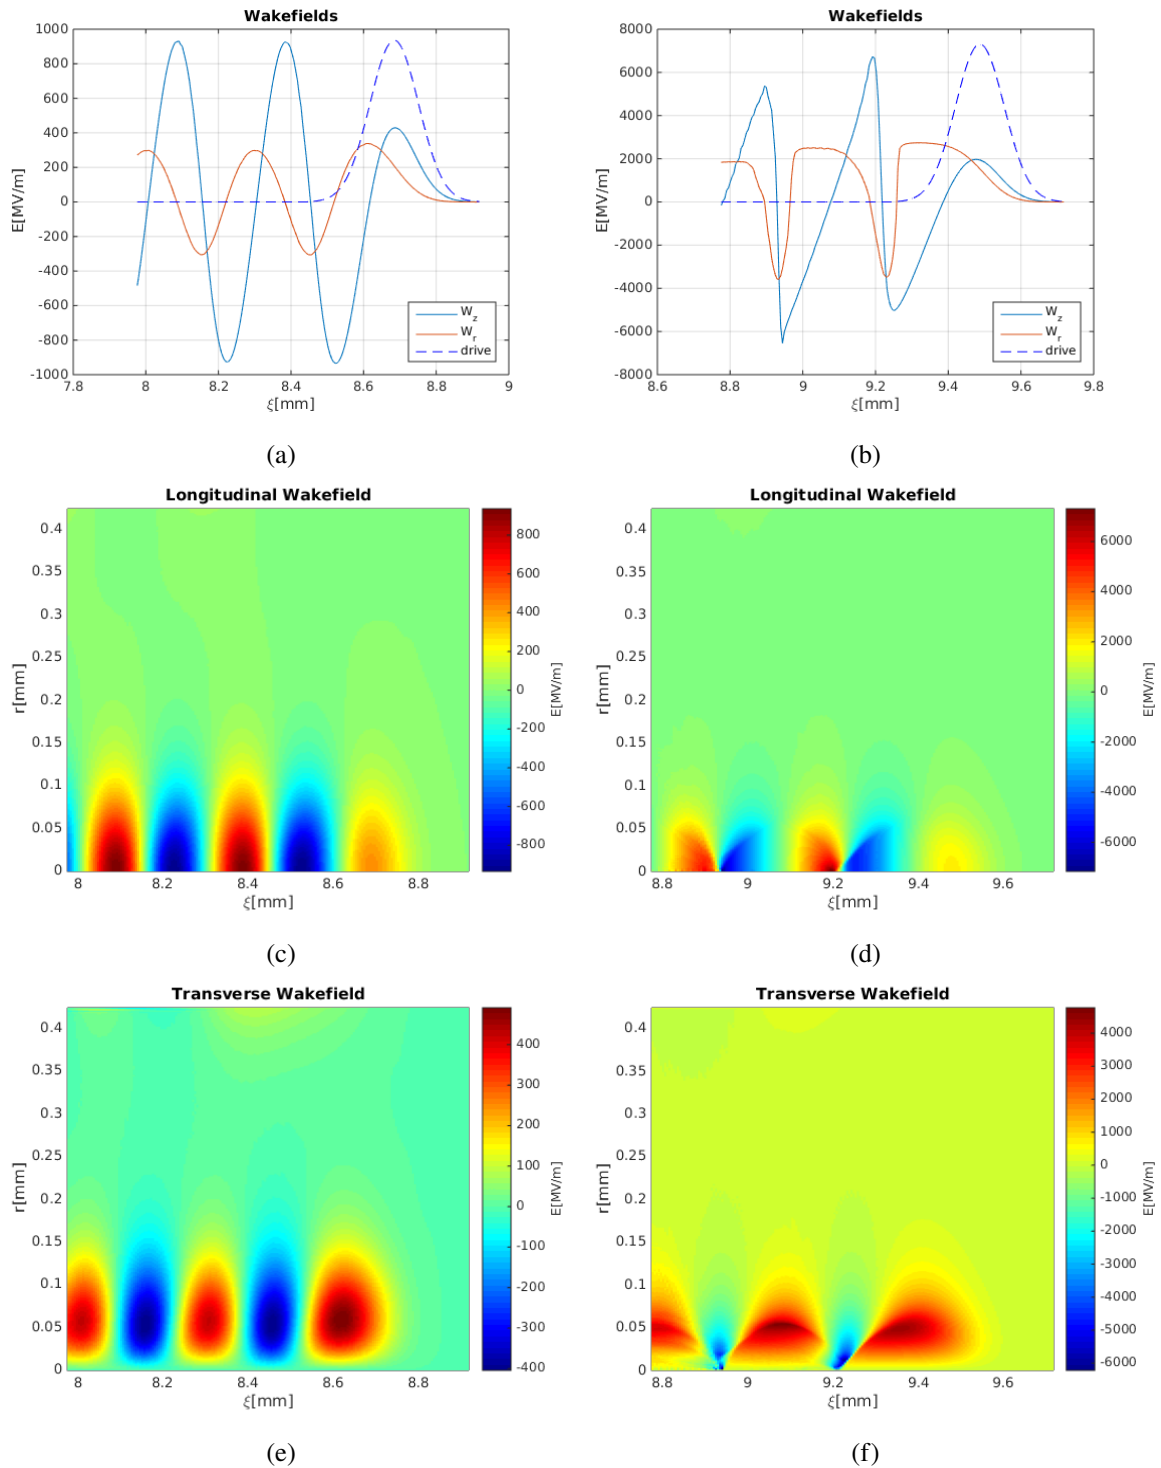 Wakefields
1000
800
600
400
200
0
-200
-400
-600
-800
-1000
E[MV/m]
7.8 8 8.2 8.4 8.6 8.8 9
ξ[mm]
W_z
W_r
drive
(a)
Wakefields
8000
6000
4000
2000
0
-2000
-4000
-6000
-8000
E[MV/m]
8.6 8.8 9 9.2 9.4 9.6 9.8
ξ[mm]
W_z
W_r
drive
(b)
Longitudinal Wakefield
0.4
0.35
0.3
0.25
0.2
0.15
0.1
0.05
0
r[mm]
8 8.2 8.4 8.6 8.8
ξ[mm]
800
600
400
200
0
-200
-400
-600
-800
E[MV/m]
(c)
Longitudinal Wakefield
0.4
0.35
0.3
0.25
0.2
0.15
0.1
0.05
0
r[mm]
8.8 9 9.2 9.4 9.6
ξ[mm]
6000
4000
2000
0
-2000
-4000
-6000
E[MV/m]
(d)
Transverse Wakefield
0.4
0.35
0.3
0.25
0.2
0.15
0.1
0.05
0
r[mm]
8 8.2 8.4 8.6 8.8
ξ[mm]
400
300
200
100
0
-100
-200
-300
-400
E[MV/m]
(e)
Transverse Wakefield
0.4
0.35
0.3
0.25
0.2
0.15
0.1
0.05
0
r[mm]
8.8 9 9.2 9.4 9.6
ξ[mm]
4000
3000
2000
1000
0
-1000
-2000
-3000
-4000
-5000
-6000
E[MV/m]
(f)